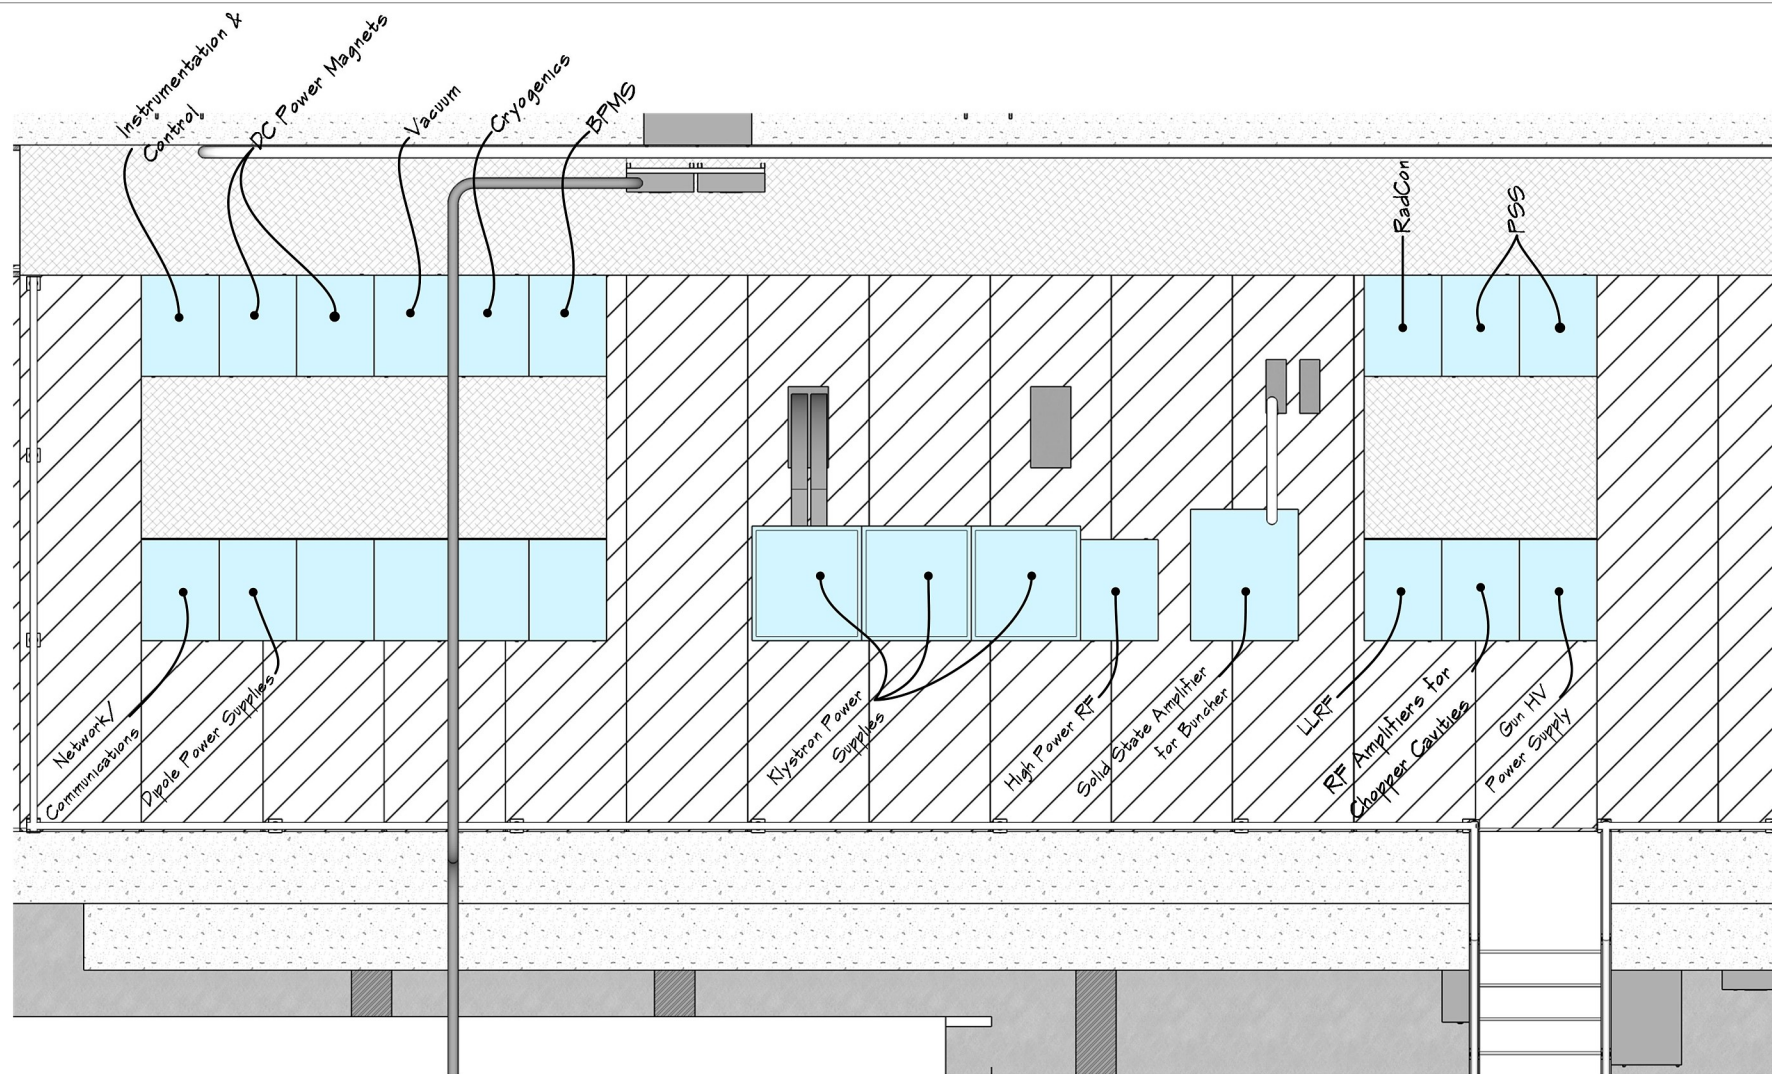 Instrumentation &
Control
DC Power Magnets
Vacuum
Cryogenics
BPMS
RadCon
PSS
Network/
Communications
Dipole Power Supplies
Klystron Power
Supplies
High Power RF
Solid State Amplifier
for Buncher
LLRF
RF Amplifiers for
Chopper Cavities
Gun HV
Power Supply